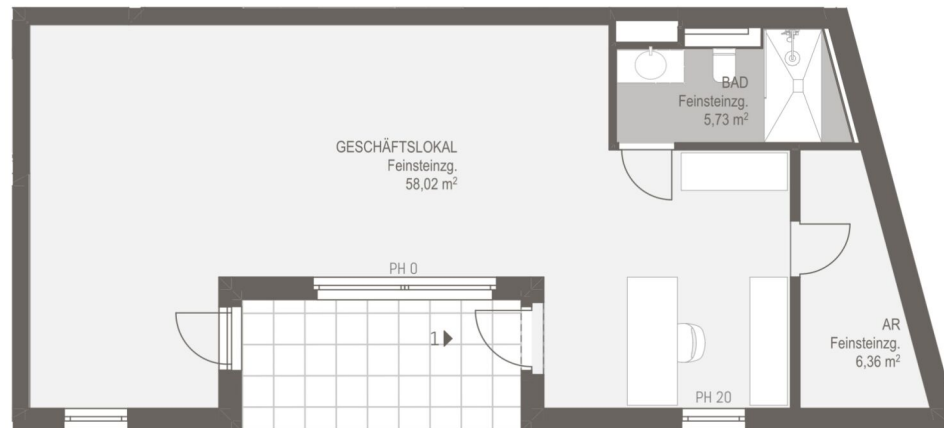 BAD
Feinsteinzg.
5,73 m²
GESCHÄFTSLOKAL
Feinsteinzg.
58,02 m²
PH 0
1
AR
Feinsteinzg.
6,36 m²
PH 20